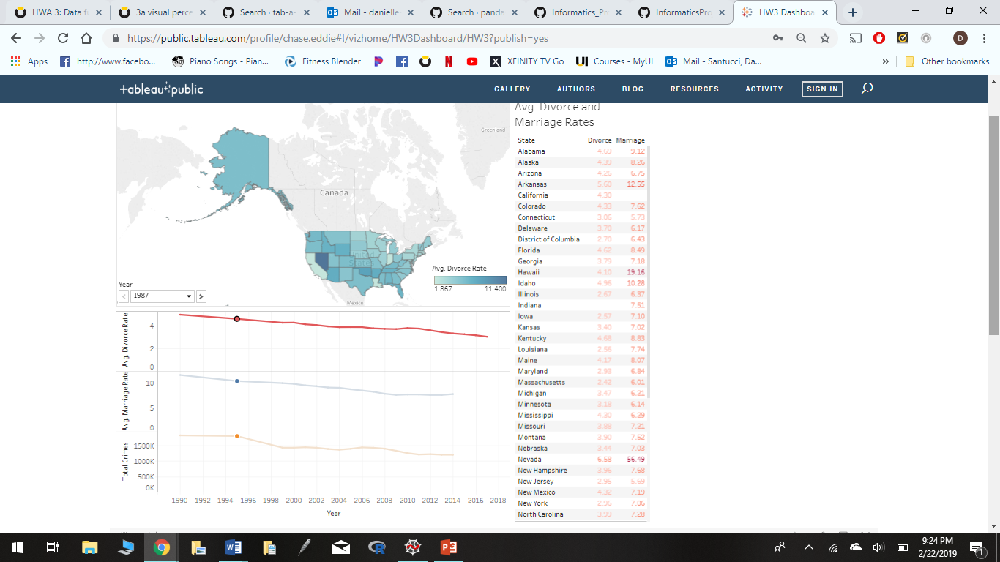 HWA 3: Data fu
3a visual perce
Search · tab-a-
Mail - danielle
Search · panda
Informatics_Pro
InformaticsPro
HW3 Dashboa
https://public.tableau.com/profile/chase.eddie#!/vizhome/HW3Dashboard/HW3?publish=yes
D
Apps
http://www.facebo...
Piano Songs - Pian...
Fitness Blender
XFINITY TV Go
Courses - MyUI
Mail - Santucci, Da...
»
Other bookmarks
+ableau public
GALLERY
AUTHORS
BLOG
RESOURCES
ACTIVITY
SIGN IN
Greenland
Canada
United States
Mexico
Year
1987
Avg. Divorce Rate
1.867 11.400
Avg. Divorce Rate
4
2
0
Avg. Marriage Rate
10
5
0
Total Crimes
1500K
1000K
500K
0K
1990 1992 1994 1996 1998 2000 2002 2004 2006 2008 2010 2012 2014 2016 2018
Year
Avg. Divorce and
Marriage Rates
State Divorce Marriage
Alabama 4.69 9.12
Alaska 4.39 8.26
Arizona 4.26 6.75
Arkansas 5.60 12.55
California 4.30
Colorado 4.33 7.62
Connecticut 3.06 5.73
Delaware 3.70 6.17
District of Columbia 2.70 6.43
Florida 4.62 8.49
Georgia 3.79 7.18
Hawaii 4.10 19.16
Idaho 4.96 10.28
Illinois 2.67 6.37
Indiana 7.51
Iowa 2.57 7.10
Kansas 3.40 7.02
Kentucky 4.68 8.83
Louisiana 2.56 7.74
Maine 4.17 8.07
Maryland 2.93 6.84
Massachusetts 2.42 6.01
Michigan 3.47 6.21
Minnesota 3.18 6.14
Mississippi 4.30 6.29
Missouri 3.88 7.21
Montana 3.90 7.52
Nebraska 3.44 7.03
Nevada 6.58 56.49
New Hampshire 3.96 7.68
New Jersey 2.95 5.69
New Mexico 4.32 7.19
New York 2.96 7.06
North Carolina 3.99 7.28
9:24 PM
2/22/2019
1